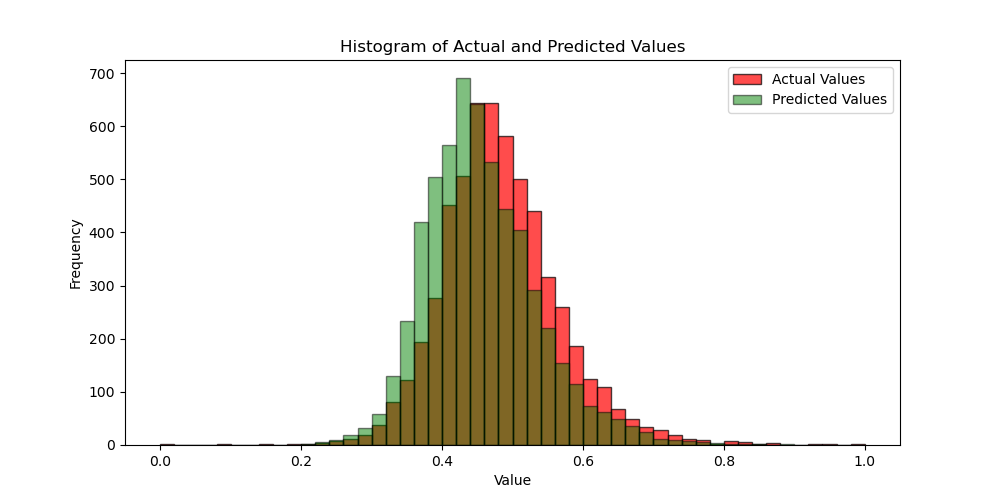 Histogram of Actual and Predicted Values
Actual Values
Predicted Values
700
600
500
400
300
200
100
0
Frequency
0.0 0.2 0.4 0.6 0.8 1.0
Value